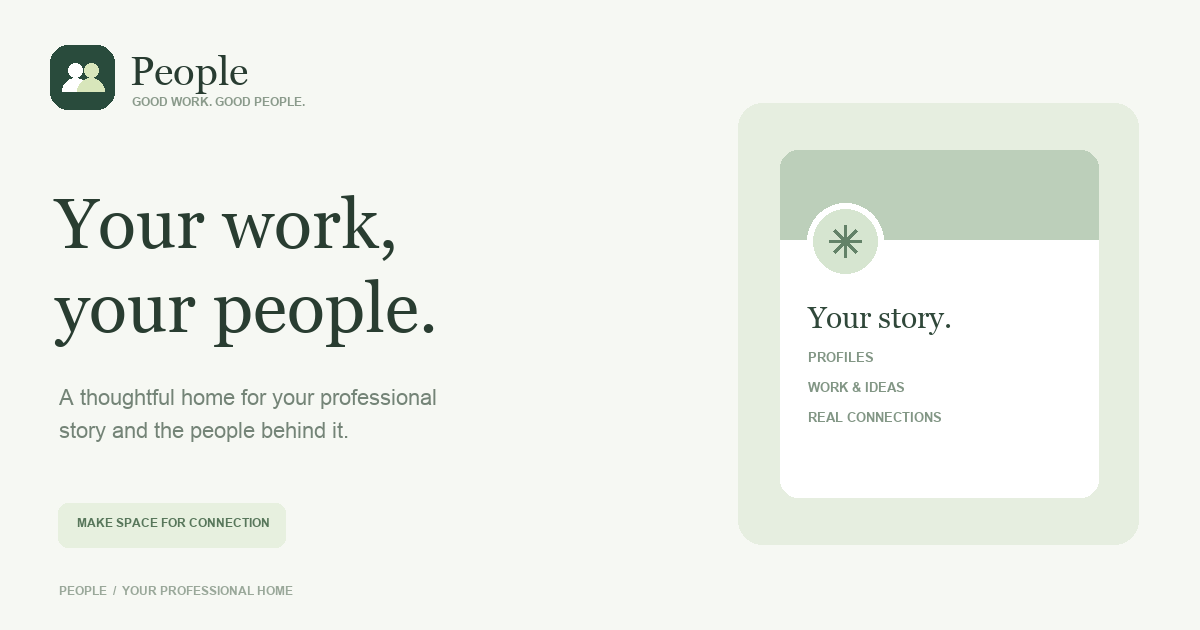 People
GOOD WORK. GOOD PEOPLE.
Your work,
your people.
A thoughtful home for your professional
story and the people behind it.
MAKE SPACE FOR CONNECTION
PEOPLE / YOUR PROFESSIONAL HOME
Your story.
PROFILES
WORK & IDEAS
REAL CONNECTIONS